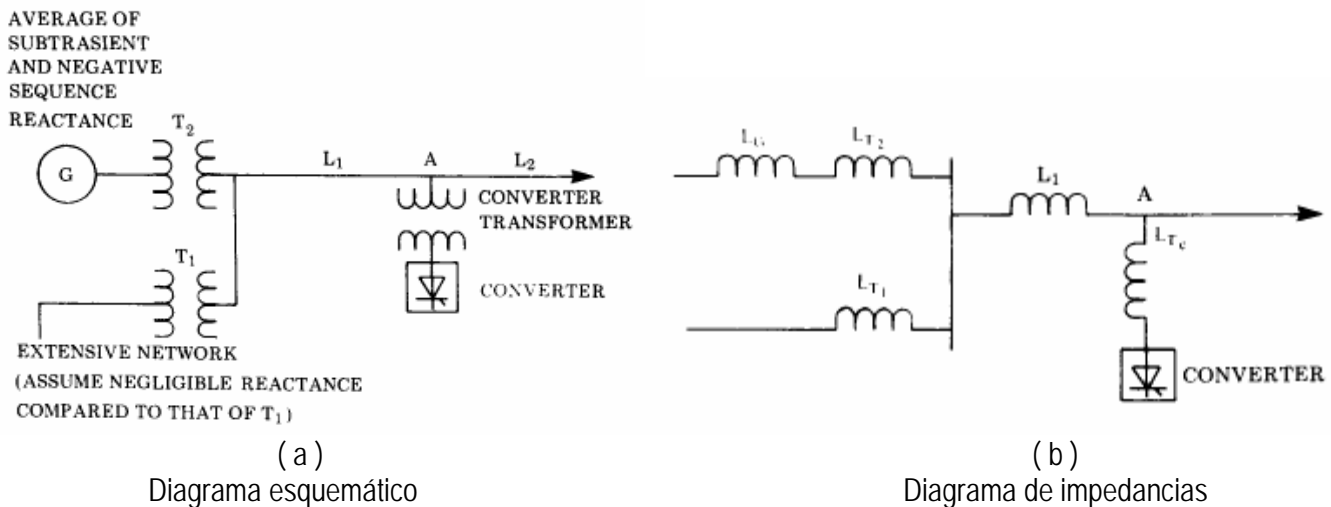 AVERAGE OF
SUBTRASIENT
AND NEGATIVE
SEQUENCE
REACTANCE
T2
G
L1
A
L2
CONVERTER
TRANSFORMER
CONVERTER
T1
EXTENSIVE NETWORK
(ASSUME NEGLIGIBLE REACTANCE
COMPARED TO THAT OF T1)
(a)
Diagrama esquemático
LG
LT2
L1
A
LTc
LT1
CONVERTER
(b)
Diagrama de impedancias